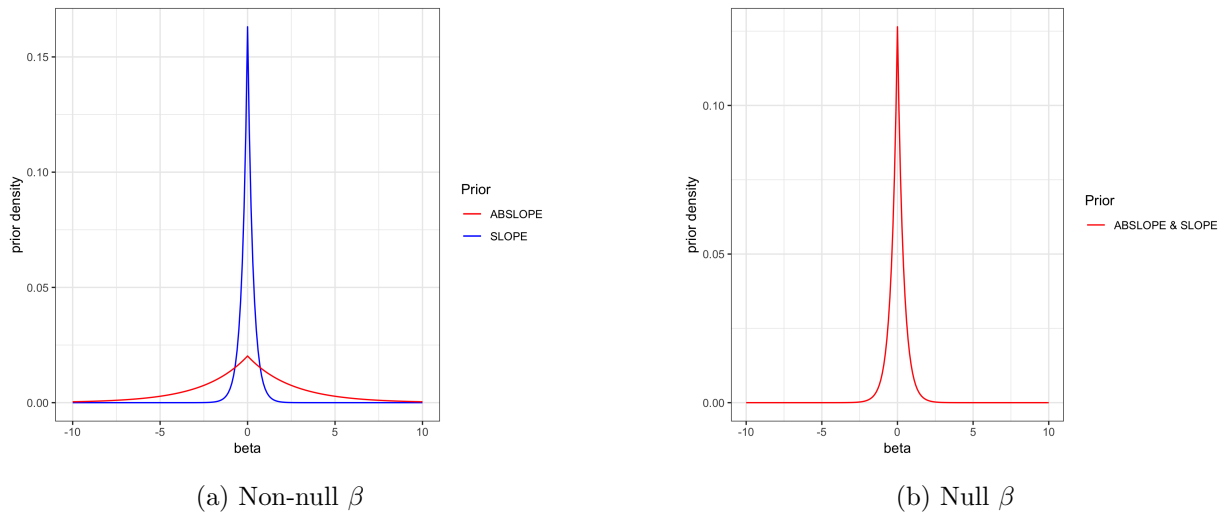 0.15
0.10
0.05
0.00
prior density
-10 -5 0 5 10
beta
Prior
ABSLOPE
SLOPE
(a) Non-null β
0.10
0.05
0.00
prior density
-10 -5 0 5 10
beta
Prior
ABSLOPE & SLOPE
(b) Null β